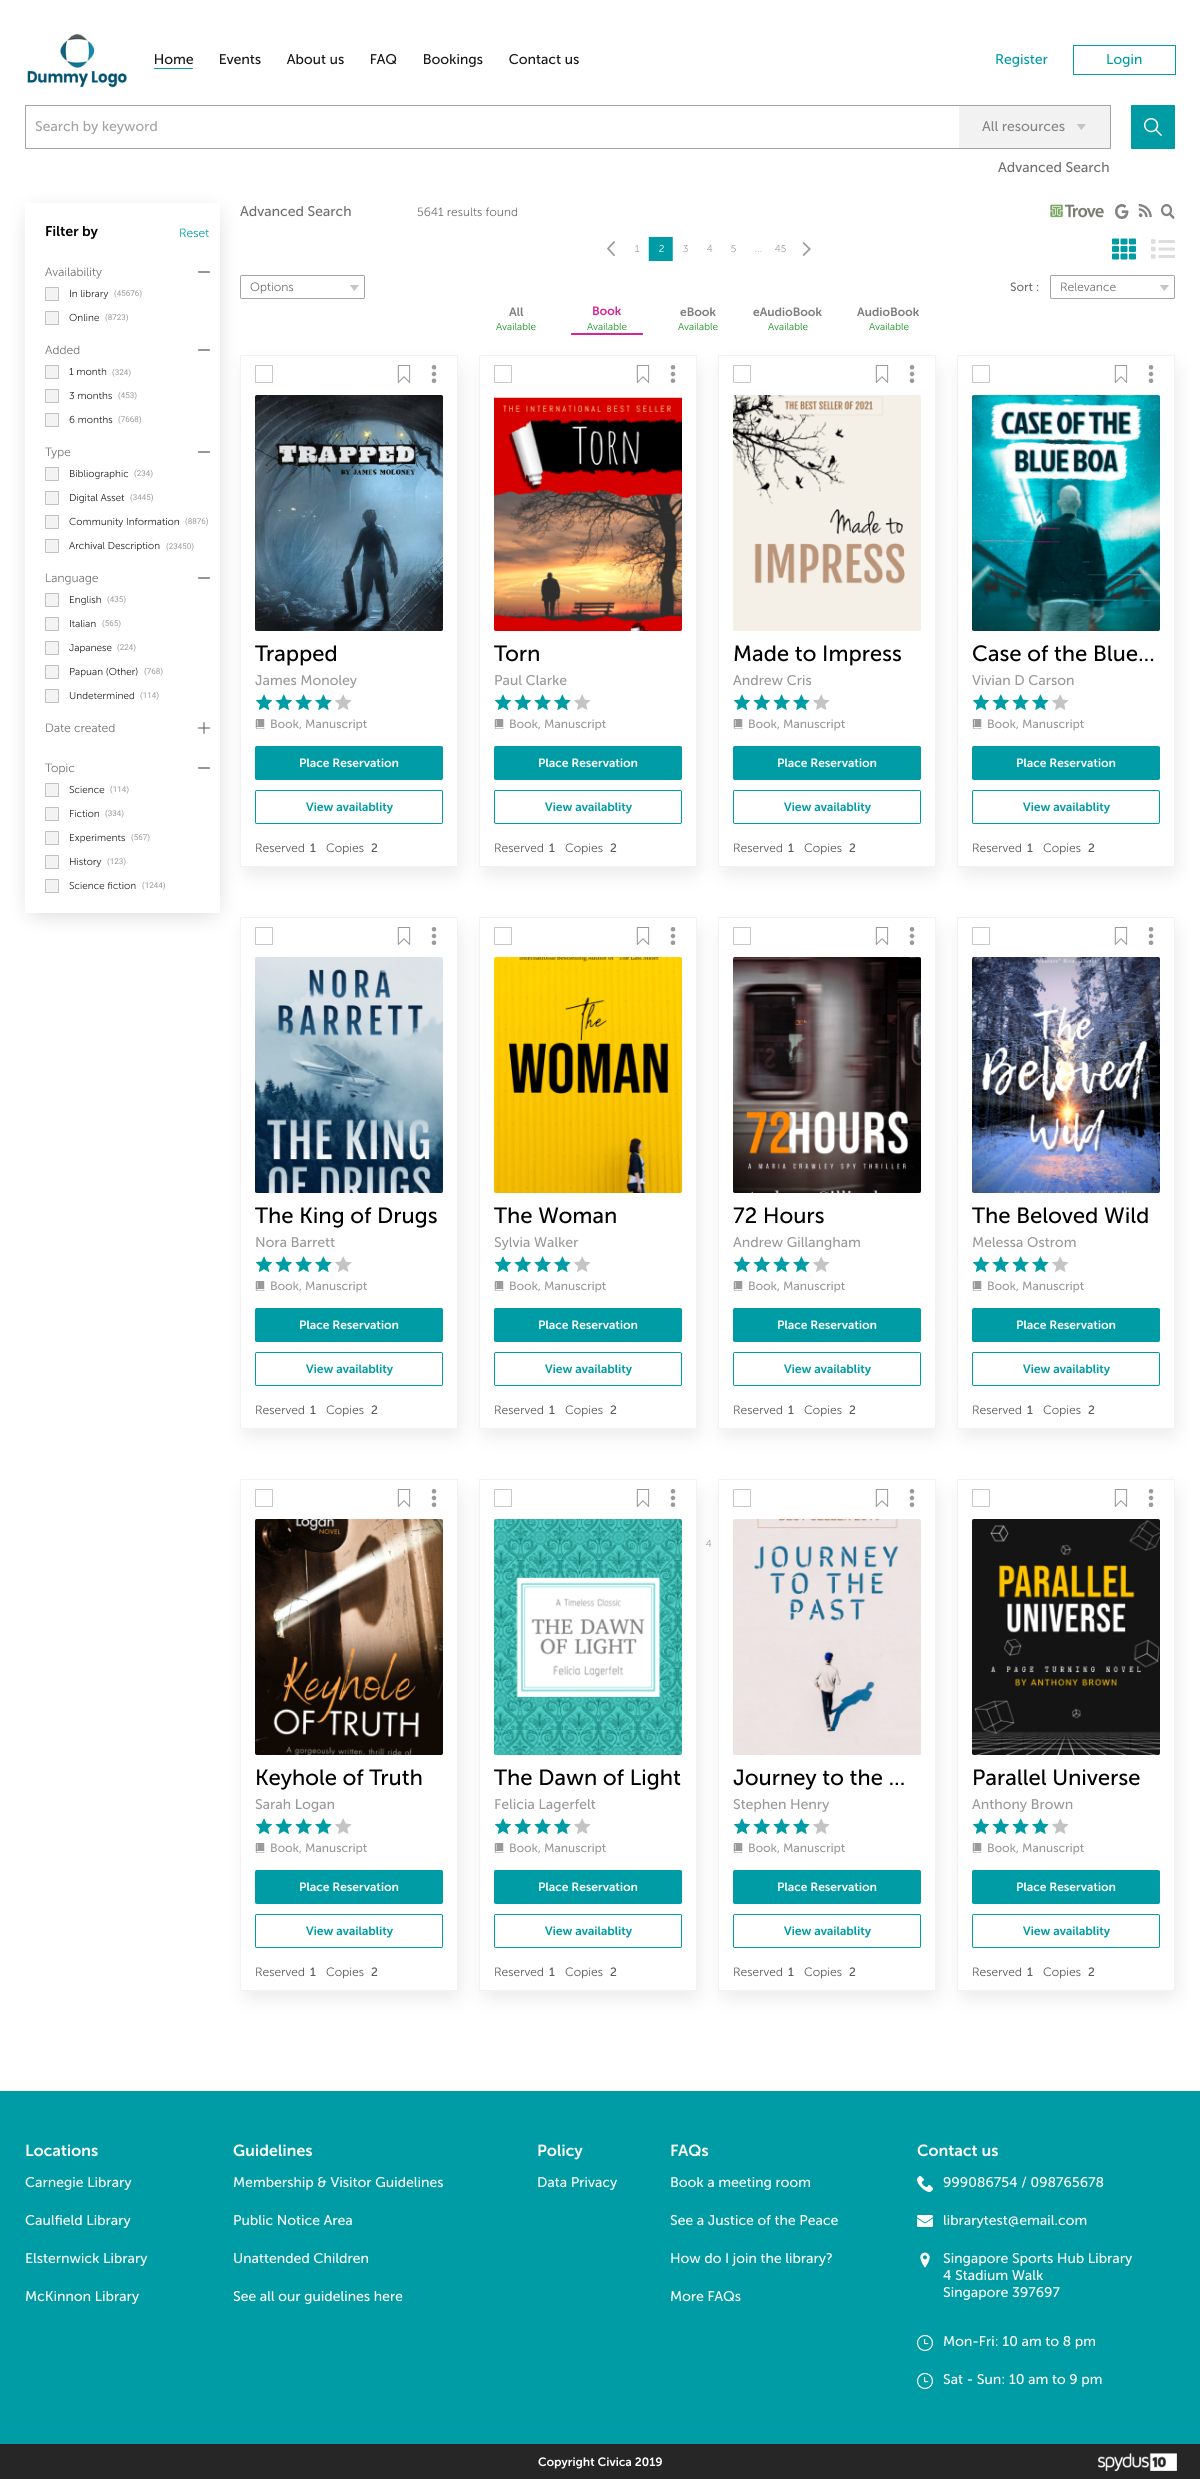 Dummy Logo
Home Events About us FAQ Bookings Contact us
Register Login
Search by keyword All resources
Advanced Search
Filter by Reset
Availability
In library (45676)
Online (8723)
Added
1 month (324)
3 months (453)
6 months (7668)
Type
Bibliographic (234)
Digital Asset (3445)
Community Information (8876)
Archival Description (23450)
Language
English (435)
Italian (565)
Japanese (224)
Papuan (Other) (768)
Undetermined (114)
Date created
Topic
Science (114)
Fiction (334)
Experiments (567)
History (123)
Science fiction (1244)
Advanced Search 5641 results found Trove
1 2 3 4 5 ... 45
Options Sort : Relevance
All Book eBook eAudioBook AudioBook
Available Available Available Available Available
TRAPPED
BY JAMES MOLONEY
THE INTERNATIONAL BEST SELLER
TORN
THE BEST SELLER OF 2021
Made to
IMPRESS
CASE OF THE
BLUE BOA
Trapped Torn Made to Impress Case of the Blue...
James Monoley Paul Clarke Andrew Cris Vivian D Carson
Book, Manuscript Book, Manuscript Book, Manuscript Book, Manuscript
Place Reservation Place Reservation Place Reservation Place Reservation
View availablity View availablity View availablity View availablity
Reserved 1 Copies 2 Reserved 1 Copies 2 Reserved 1 Copies 2 Reserved 1 Copies 2
NORA
BARRETT
THE KING
OF DRUGS
The
WOMAN
72HOURS
A MARIA CRAWLEY SPY THRILLER
The
Beloved
Wild
The King of Drugs The Woman 72 Hours The Beloved Wild
Nora Barrett Sylvia Walker Andrew Gillangham Melessa Ostrom
Book, Manuscript Book, Manuscript Book, Manuscript Book, Manuscript
Place Reservation Place Reservation Place Reservation Place Reservation
View availablity View availablity View availablity View availablity
Reserved 1 Copies 2 Reserved 1 Copies 2 Reserved 1 Copies 2 Reserved 1 Copies 2
Logan
NOVEL
Keyhole
OF TRUTH
A gorgeously written, thrill ride of
A Timeless Classic
THE DAWN
OF LIGHT
Felicia Lagerfelt
4
JOURNEY
TO THE
PAST
PARALLEL
UNIVERSE
A PAGE TURNING NOVEL
BY ANTHONY BROWN
Keyhole of Truth The Dawn of Light Journey to the ... Parallel Universe
Sarah Logan Felicia Lagerfelt Stephen Henry Anthony Brown
Book, Manuscript Book, Manuscript Book, Manuscript Book, Manuscript
Place Reservation Place Reservation Place Reservation Place Reservation
View availablity View availablity View availablity View availablity
Reserved 1 Copies 2 Reserved 1 Copies 2 Reserved 1 Copies 2 Reserved 1 Copies 2
Locations
Carnegie Library
Caulfield Library
Elsternwick Library
McKinnon Library
Guidelines
Membership & Visitor Guidelines
Public Notice Area
Unattended Children
See all our guidelines here
Policy
Data Privacy
FAQs
Book a meeting room
See a Justice of the Peace
How do I join the library?
More FAQs
Contact us
999086754 / 098765678
librarytest@email.com
Singapore Sports Hub Library
4 Stadium Walk
Singapore 397697
Mon-Fri: 10 am to 8 pm
Sat - Sun: 10 am to 9 pm
Copyright Civica 2019
spydus10